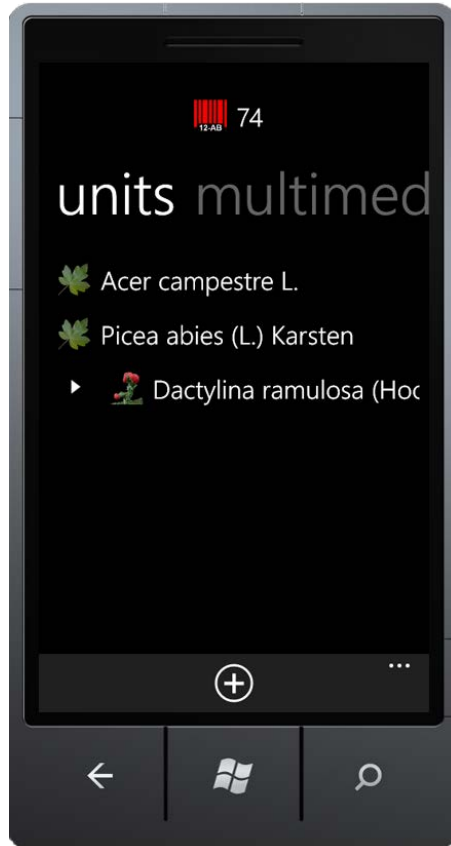 12-AB 74
units multimed
Acer campestre L.
Picea abies (L.) Karsten
Dactylina ramulosa (Hoc